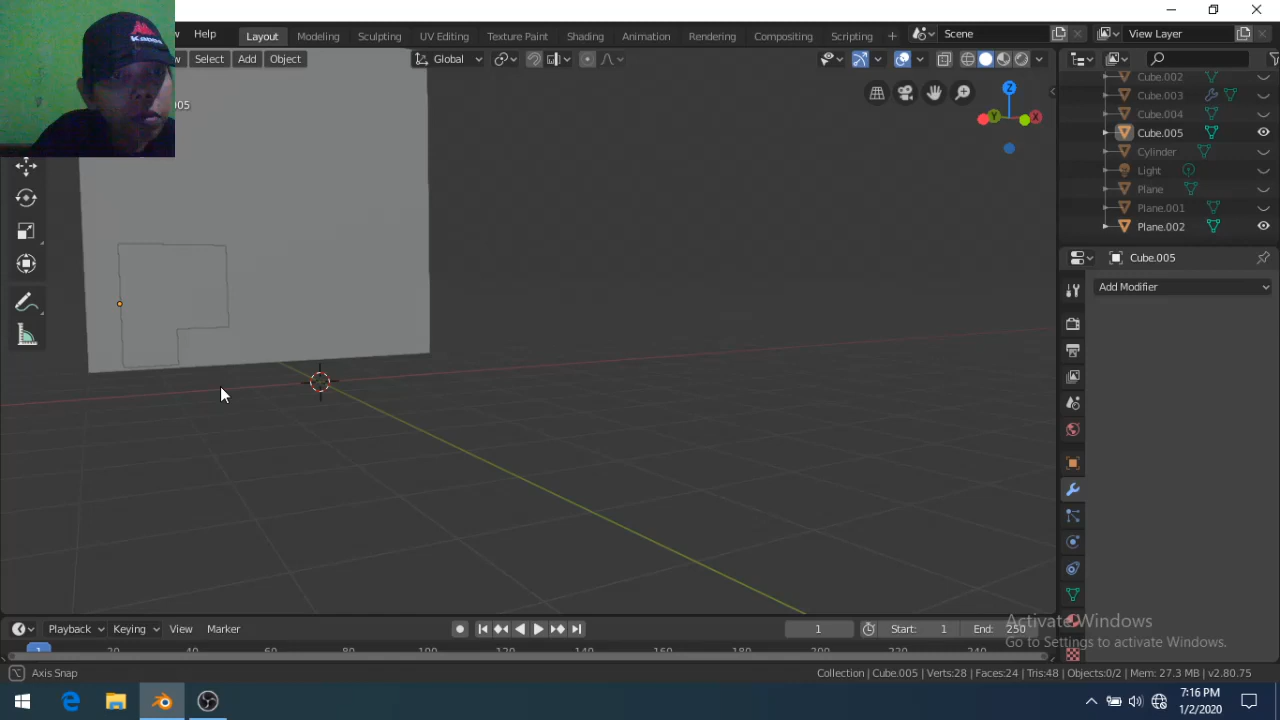 Kappa
Help
Layout Modeling Sculpting UV Editing Texture Paint Shading Animation Rendering Compositing Scripting
Scene
View Layer
Select Add Object
Global
Z
Y
X
Cube.002
Cube.003
Cube.004
Cube.005
Cylinder
Light
Plane
Plane.001
Plane.002
Cube.005
Add Modifier
Playback Keying View Marker
1 Start: 1 End: 250
1 20 40 60 80 100 120 140 160 180 200 220 240
Activate Windows
Go to Settings to activate Windows.
Axis Snap
Collection | Cube.005 | Verts:28 | Faces:24 | Tris:48 | Objects:0/2 | Mem: 27.3 MB | v2.80.75
7:16 PM
1/2/2020